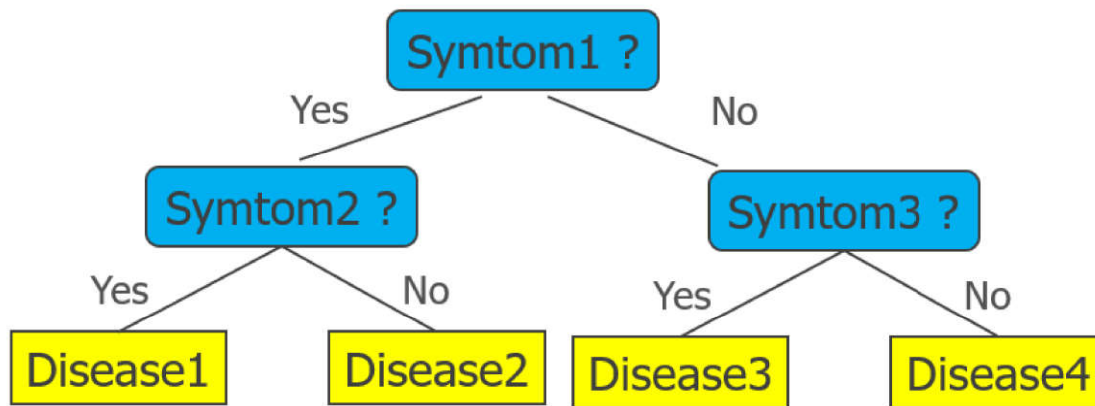 Symtom1 ?
Yes
No
Symtom2 ?
Symtom3 ?
Yes
No
Yes
No
Disease1
Disease2
Disease3
Disease4